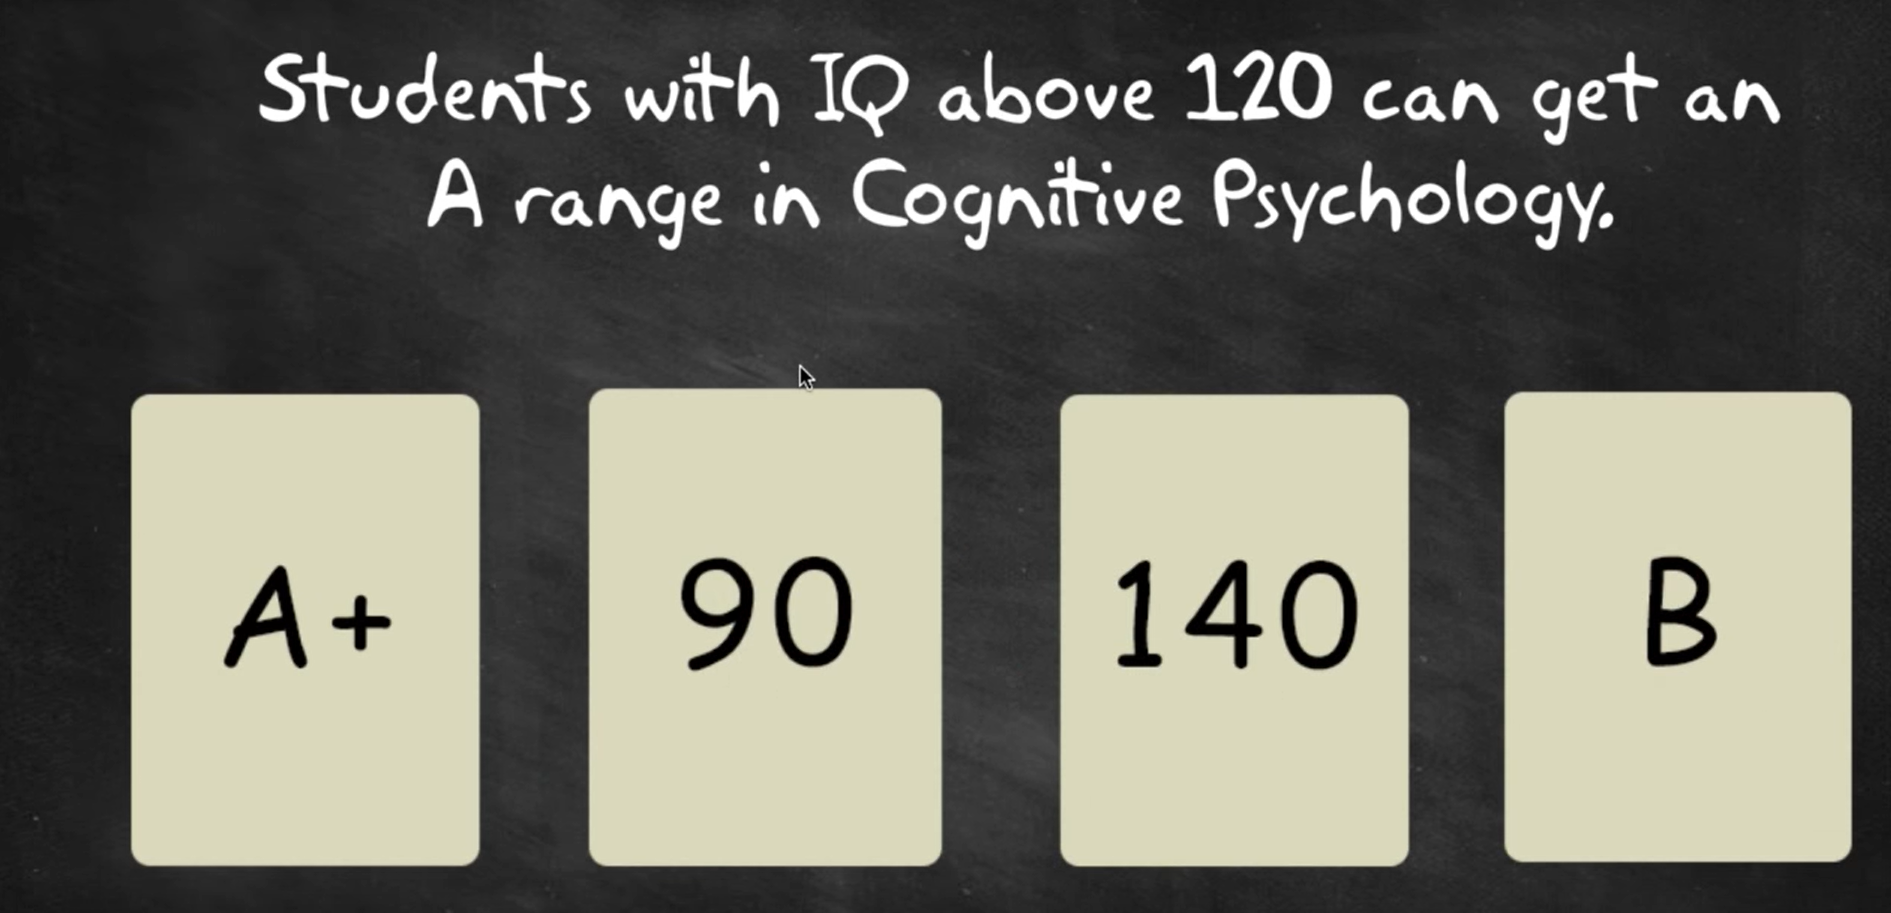 Students with IQ above 120 can get an
A range in Cognitive Psychology.
A+ 90 140 B